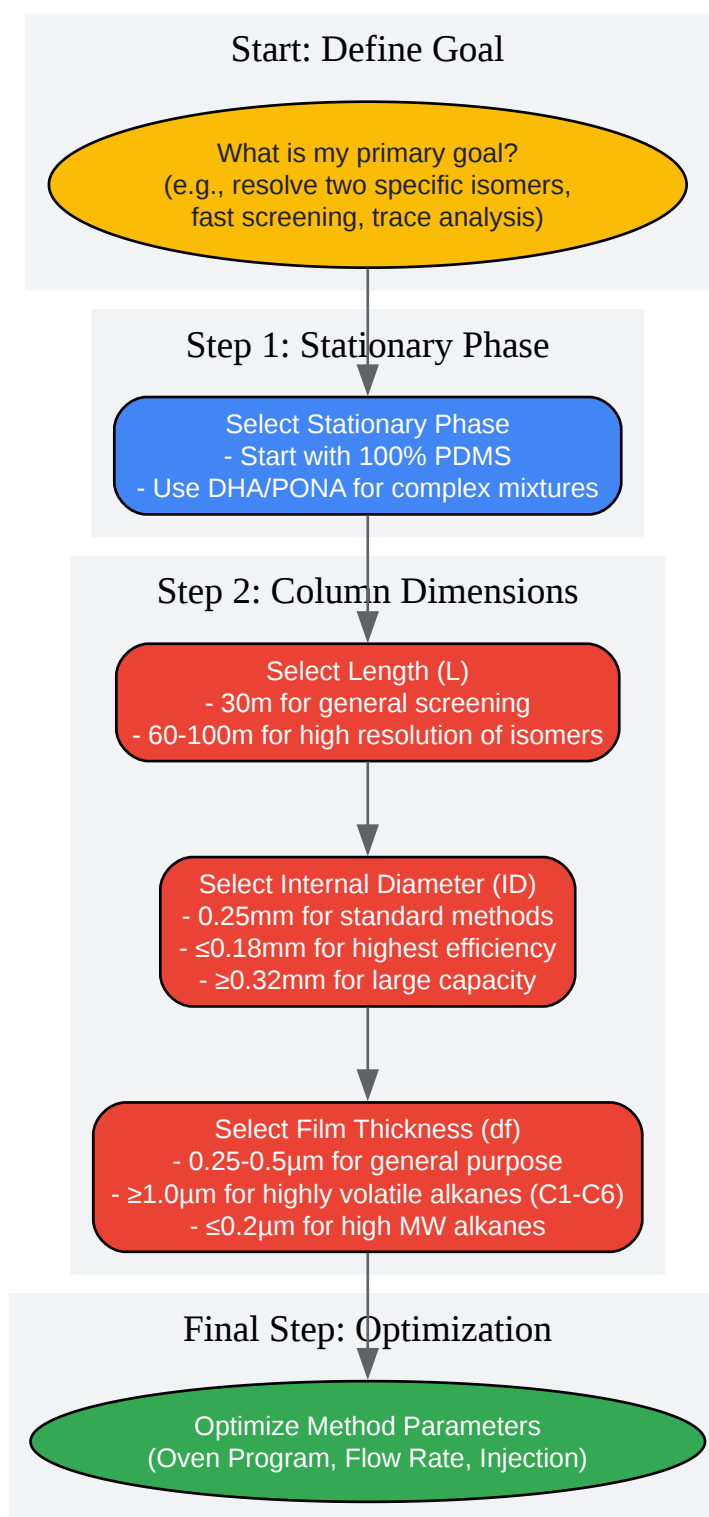 Start: Define Goal
What is my primary goal?
(e.g., resolve two specific isomers,
fast screening, trace analysis)
Step 1: Stationary Phase
Select Stationary Phase
- Start with 100% PDMS
- Use DHA/PONA for complex mixtures
Step 2: Column Dimensions
Select Length (L)
- 30m for general screening
- 60-100m for high resolution of isomers
Select Internal Diameter (ID)
- 0.25mm for standard methods
- ≤0.18mm for highest efficiency
- ≥0.32mm for large capacity
Select Film Thickness (df)
- 0.25-0.5µm for general purpose
- ≥1.0µm for highly volatile alkanes (C1-C6)
- ≤0.2µm for high MW alkanes
Final Step: Optimization
Optimize Method Parameters
(Oven Program, Flow Rate, Injection)